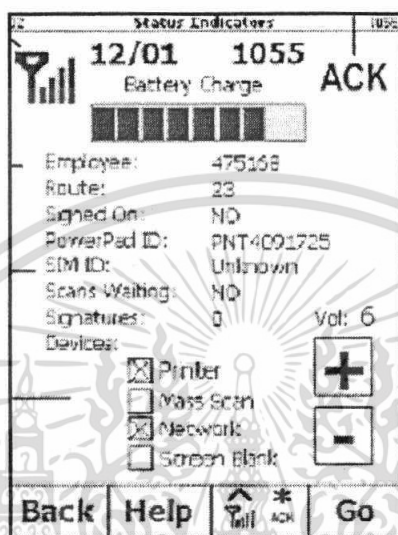 Status Indicators
12/01 1055 ACK
Battery Charge
Employee: 475168
Route: 23
Signed On: NO
PowerPad ID: PNT4091725
SIM ID: Unknown
Scans Waiting: NO
Signatures: 0 Vol: 6
Devices:
Printer +
Mass Scan
Network -
Screen Blank
Back Help ACK Go